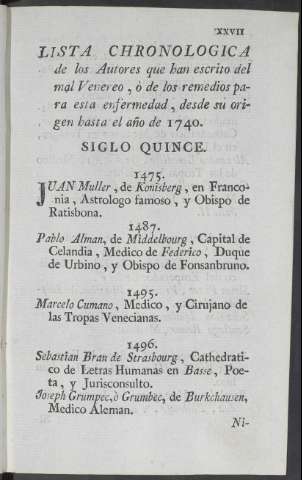 XXVII
LISTA CHRONOLOGICA
de los Autores que han escrito del
mal Venereo, ò de los remedios pa-
ra esta enfermedad, desde su ori-
gen hasta el año de 1740.
SIGLO QUINCE.
1475.
JUAN Muller, de Konisberg, en Franco-
nia, Astrologo famoso, y Obispo de
Ratisbona.
1487.
Pablo Alman, de Middelbourg, Capital de
Celandia, Medico de Federico, Duque
de Urbino, y Obispo de Fonsanbruno.
1495.
Marcelo Cumano, Medico, y Cirujano de
las Tropas Venecianas.
1496.
Sebastian Bran de Strasbourg, Cathedrati-
co de Letras Humanas en Basse, Poe-
ta, y Jurisconsulto.
Joseph Grumpec, ò Grumbec, de Burkchausen,
Medico Aleman.
Ni-